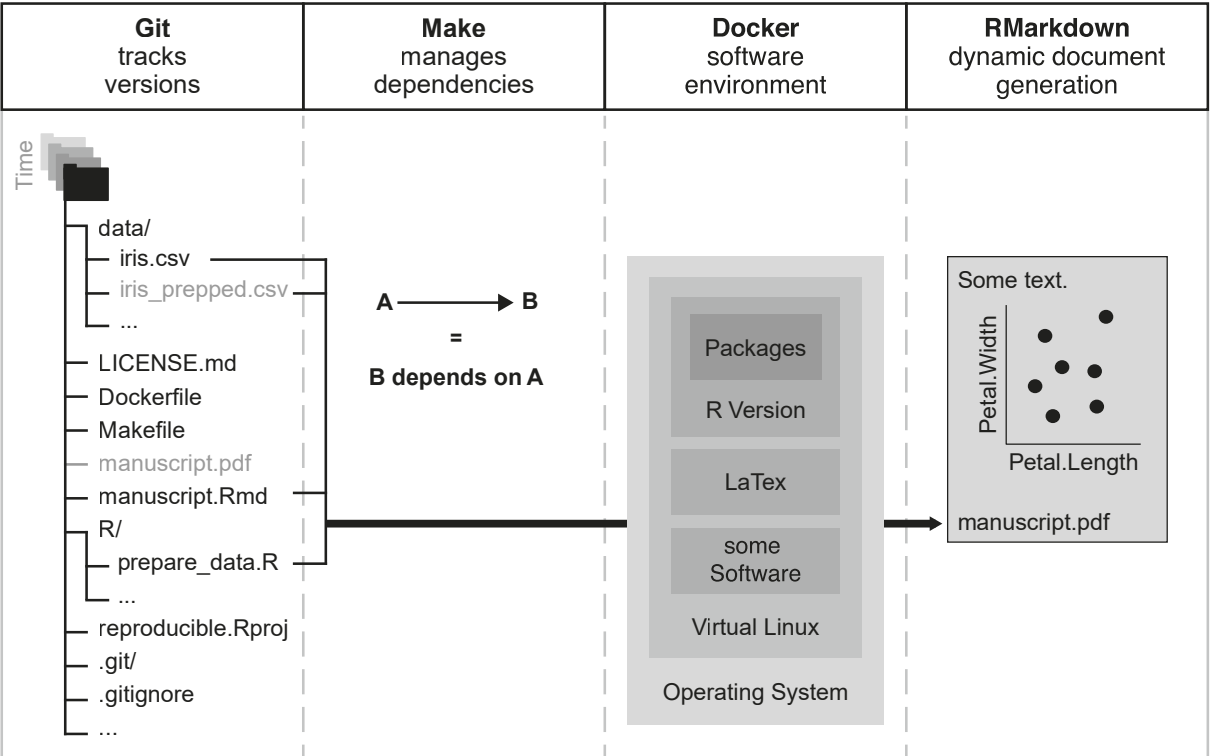 Git
tracks
versions
Make
manages
dependencies
Docker
software
environment
RMarkdown
dynamic document
generation
Time
data/
iris.csv
iris_prepped.csv
...
LICENSE.md
Dockerfile
Makefile
manuscript.pdf
manuscript.Rmd
R/
prepare_data.R
...
reproducible.Rproj
.git/
.gitignore
...
A B
=
B depends on A
Packages
R Version
LaTex
some
Software
Virtual Linux
Operating System
Some text.
Petal.Width
Petal.Length
manuscript.pdf